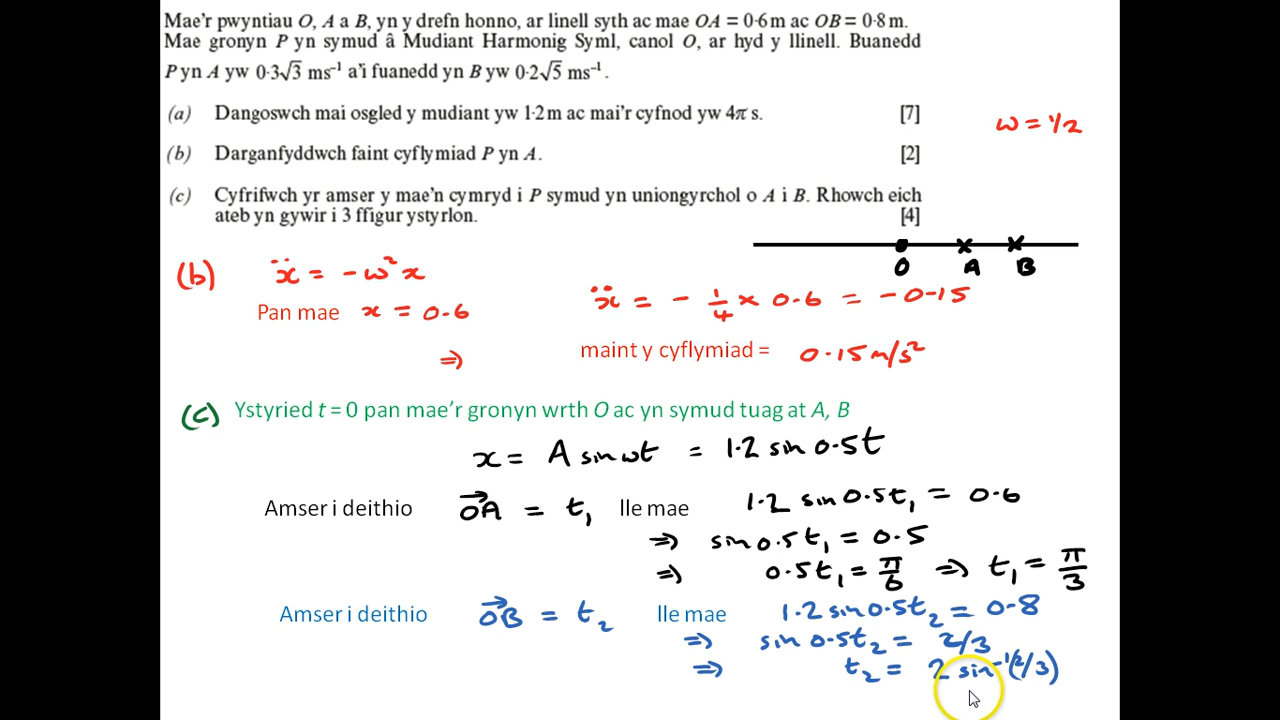 Mae'r pwyntiau O, A a B, yn y drefn honno, ar linell syth ac mae OA = 0·6 m ac OB = 0·8 m.
Mae gronyn P yn symud â Mudiant Harmonig Syml, canol O, ar hyd y llinell. Buanedd
P yn A yw 0·3√3 ms⁻¹ a'i fuanedd yn B yw 0·2√5 ms⁻¹.
(a) Dangoswch mai osgled y mudiant yw 1·2 m ac mai'r cyfnod yw 4π s. [7]
ω = 1/2
(b) Darganfyddwch faint cyflymiad P yn A. [2]
(c) Cyfrifwch yr amser y mae'n cymryd i P symud yn uniongyrchol o A i B. Rhowch eich
ateb yn gywir i 3 ffigur ystyrlon. [4]
O A B
(b) ẍ = -ω²x
Pan mae x = 0.6 ẍ = - 1/4 × 0.6 = -0.15
⇒ maint y cyflymiad = 0.15 m/s²
(c) Ystyried t = 0 pan mae'r gronyn wrth O ac yn symud tuag at A, B
x = A sin ωt = 1.2 sin 0.5t
Amser i deithio OA→ = t₁ lle mae 1.2 sin 0.5t₁ = 0.6
⇒ sin 0.5t₁ = 0.5
⇒ 0.5t₁ = π/6 ⇒ t₁ = π/3
Amser i deithio OB→ = t₂ lle mae 1.2 sin 0.5t₂ = 0.8
⇒ sin 0.5t₂ = 2/3
⇒ t₂ = 2 sin⁻¹(2/3)